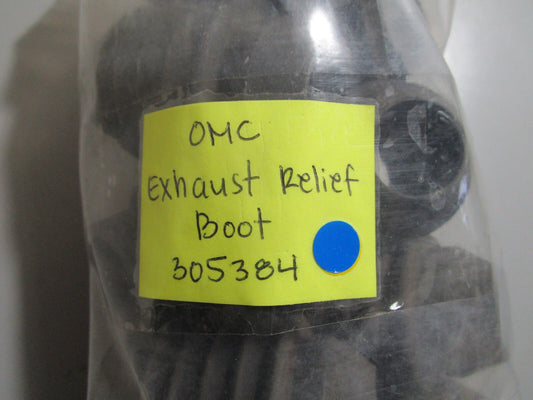 OMC
Exhaust Relief
Boot
305384